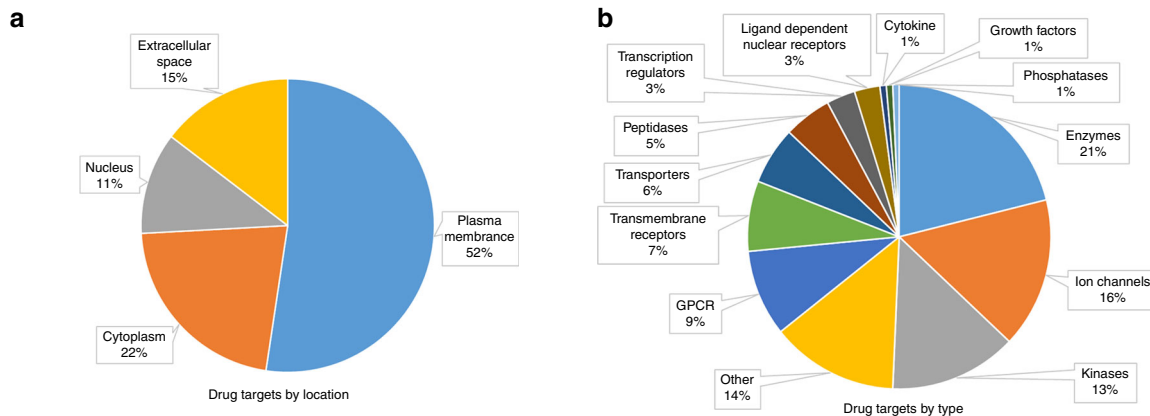 a
Extracellular
space
15%
Nucleus
11%
Plasma
membrance
52%
Cytoplasm
22%
Drug targets by location
b
Ligand dependent
nuclear receptors
3%
Cytokine
1%
Growth factors
1%
Transcription
regulators
3%
Phosphatases
1%
Peptidases
5%
Enzymes
21%
Transporters
6%
Transmembrane
receptors
7%
Ion channels
16%
GPCR
9%
Other
14%
Kinases
13%
Drug targets by type